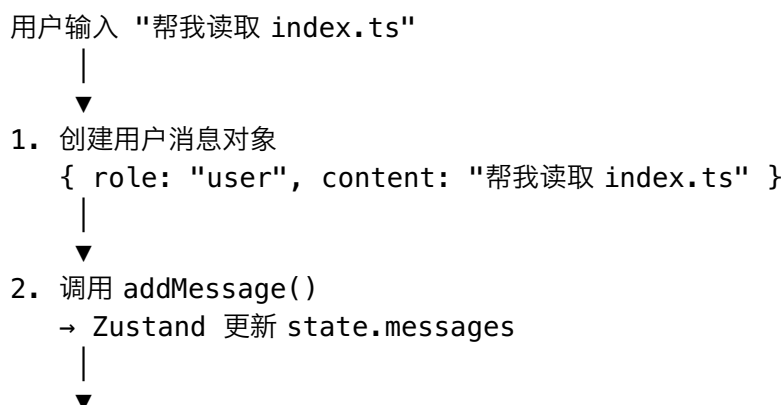 用户输入 "帮我读取 index.ts"
│
▼
1. 创建用户消息对象
{ role: "user", content: "帮我读取 index.ts" }
│
▼
2. 调用 addMessage()
→ Zustand 更新 state.messages
│
▼